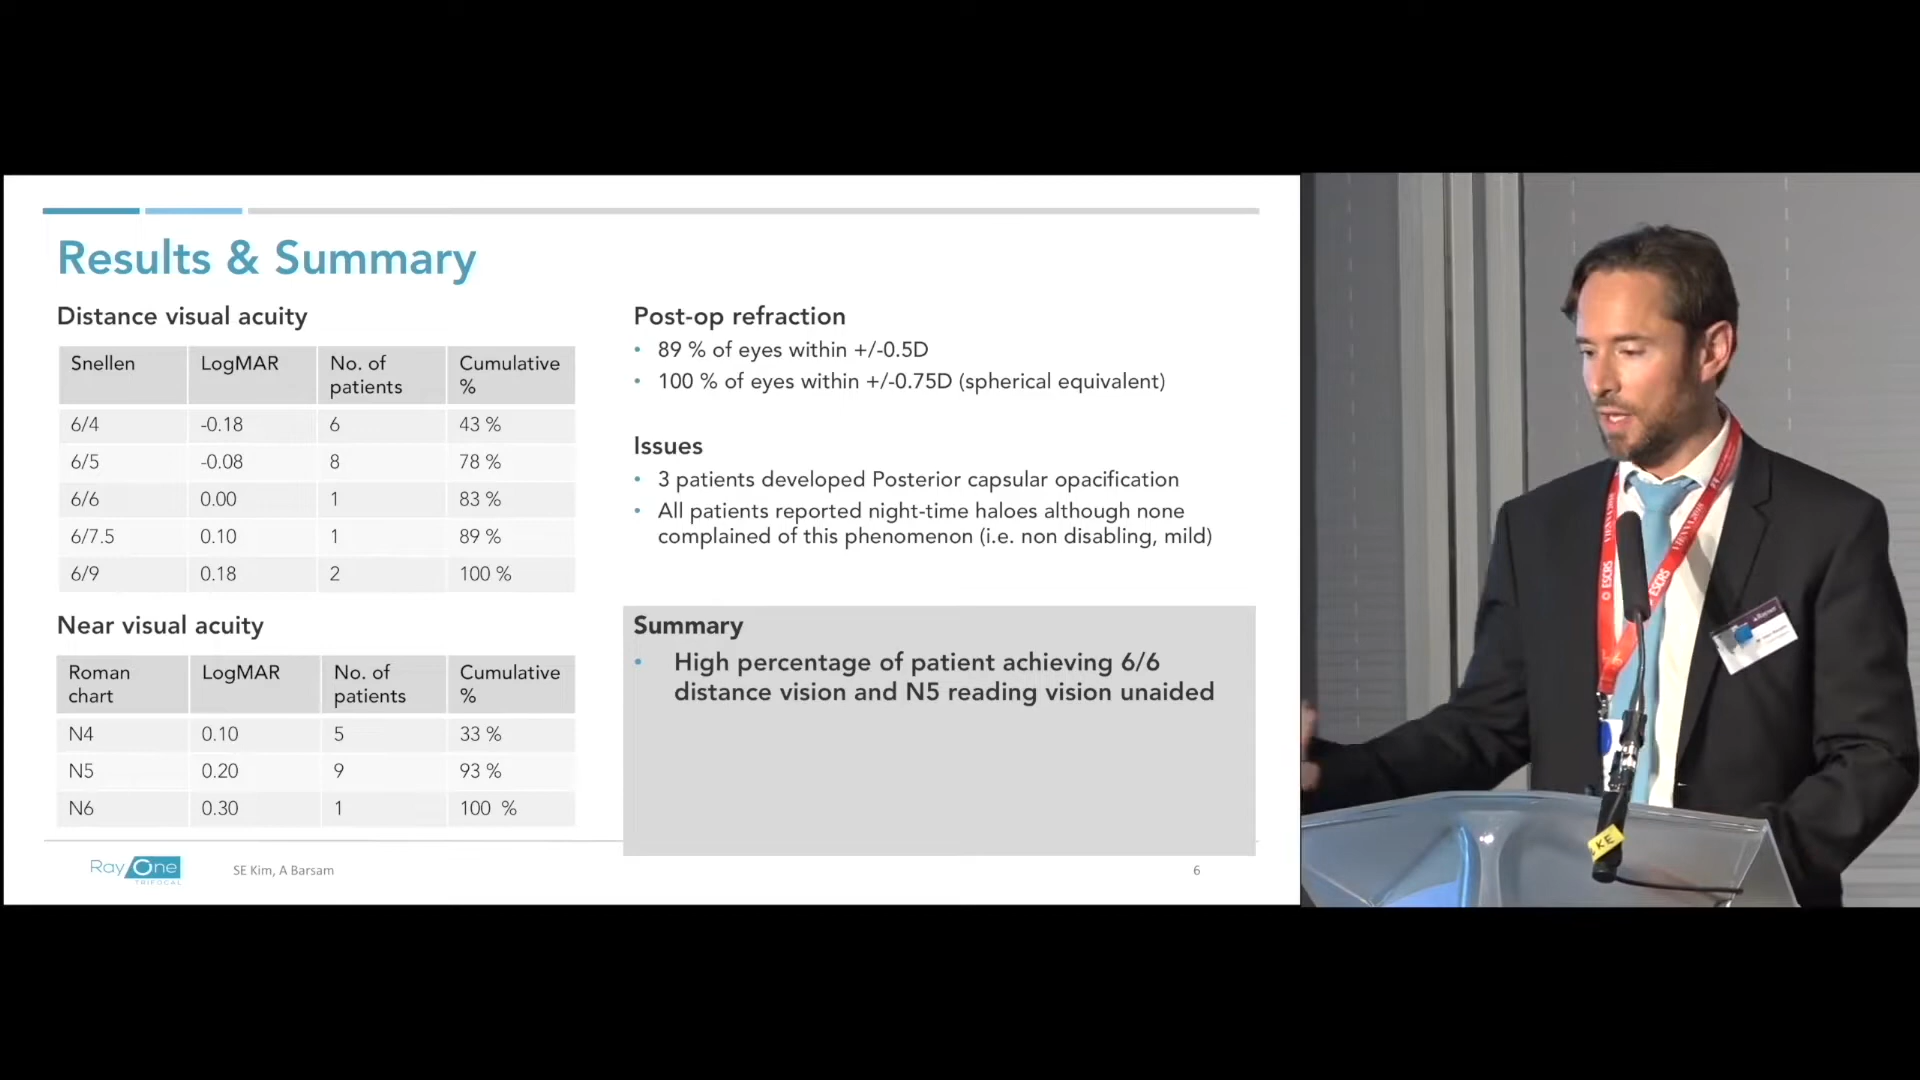 Results & Summary
Distance visual acuity
Snellen LogMAR No. of patients Cumulative %
6/4 -0.18 6 43 %
6/5 -0.08 8 78 %
6/6 0.00 1 83 %
6/7.5 0.10 1 89 %
6/9 0.18 2 100 %
Near visual acuity
Roman chart LogMAR No. of patients Cumulative %
N4 0.10 5 33 %
N5 0.20 9 93 %
N6 0.30 1 100 %
Post-op refraction
• 89 % of eyes within +/-0.5D
• 100 % of eyes within +/-0.75D (spherical equivalent)
Issues
• 3 patients developed Posterior capsular opacification
• All patients reported night-time haloes although none
complained of this phenomenon (i.e. non disabling, mild)
Summary
• High percentage of patient achieving 6/6
distance vision and N5 reading vision unaided
RayOne
TRIFOCAL
SE Kim, A Barsam
6
ESCRS
ESCRS
KE